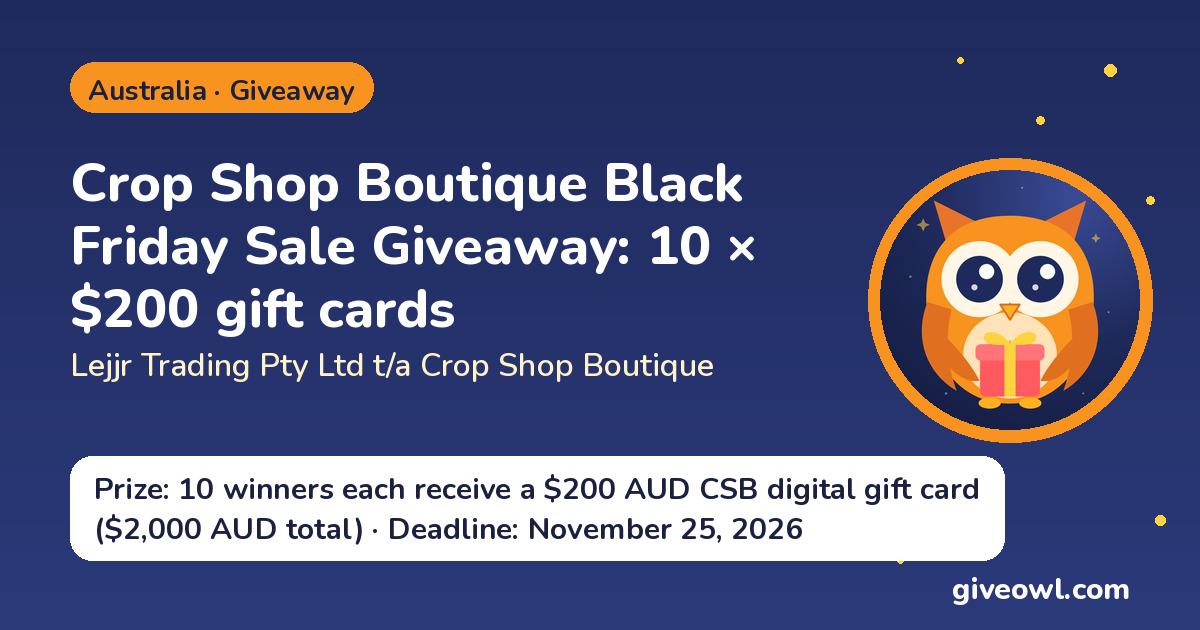 Australia · Giveaway
Crop Shop Boutique Black
Friday Sale Giveaway: 10 ×
$200 gift cards
Lejjr Trading Pty Ltd t/a Crop Shop Boutique
Prize: 10 winners each receive a $200 AUD CSB digital gift card
($2,000 AUD total) · Deadline: November 25, 2026
giveowl.com